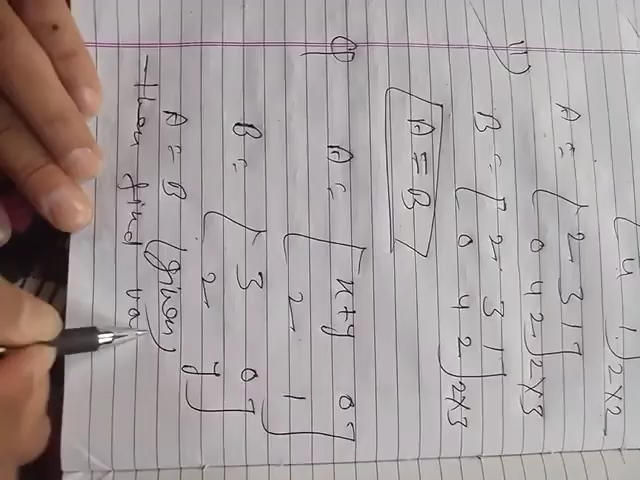 4 1 ] 2×2
ii) A = [ 2 3 1
0 4 2 ] 2×3
B = [ 2 3 1
0 4 2 ] 2×3
A = B
Q A = [ x+y 0
2 1 ]
B = [ 3 0
2 y ]
A = B (given)
then find va